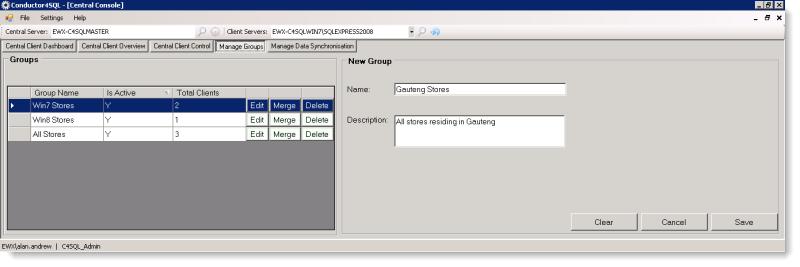 Conductor4SQL - [Central Console]
File Settings Help
Central Server: EWX-C4SQLMASTER Client Servers: EWX-C4SQLWIN7\SQLEXPRESS2008
Central Client Dashboard Central Client Overview Central Client Control Manage Groups Manage Data Synchronisation
Groups
Group Name Is Active Total Clients
Win7 Stores Y 2 Edit Merge Delete
Win8 Stores Y 1 Edit Merge Delete
All Stores Y 3 Edit Merge Delete
New Group
Name: Gauteng Stores
Description: All stores residing in Gauteng
Clear Cancel Save
EWX\alan.andrew | C4SQL_Admin